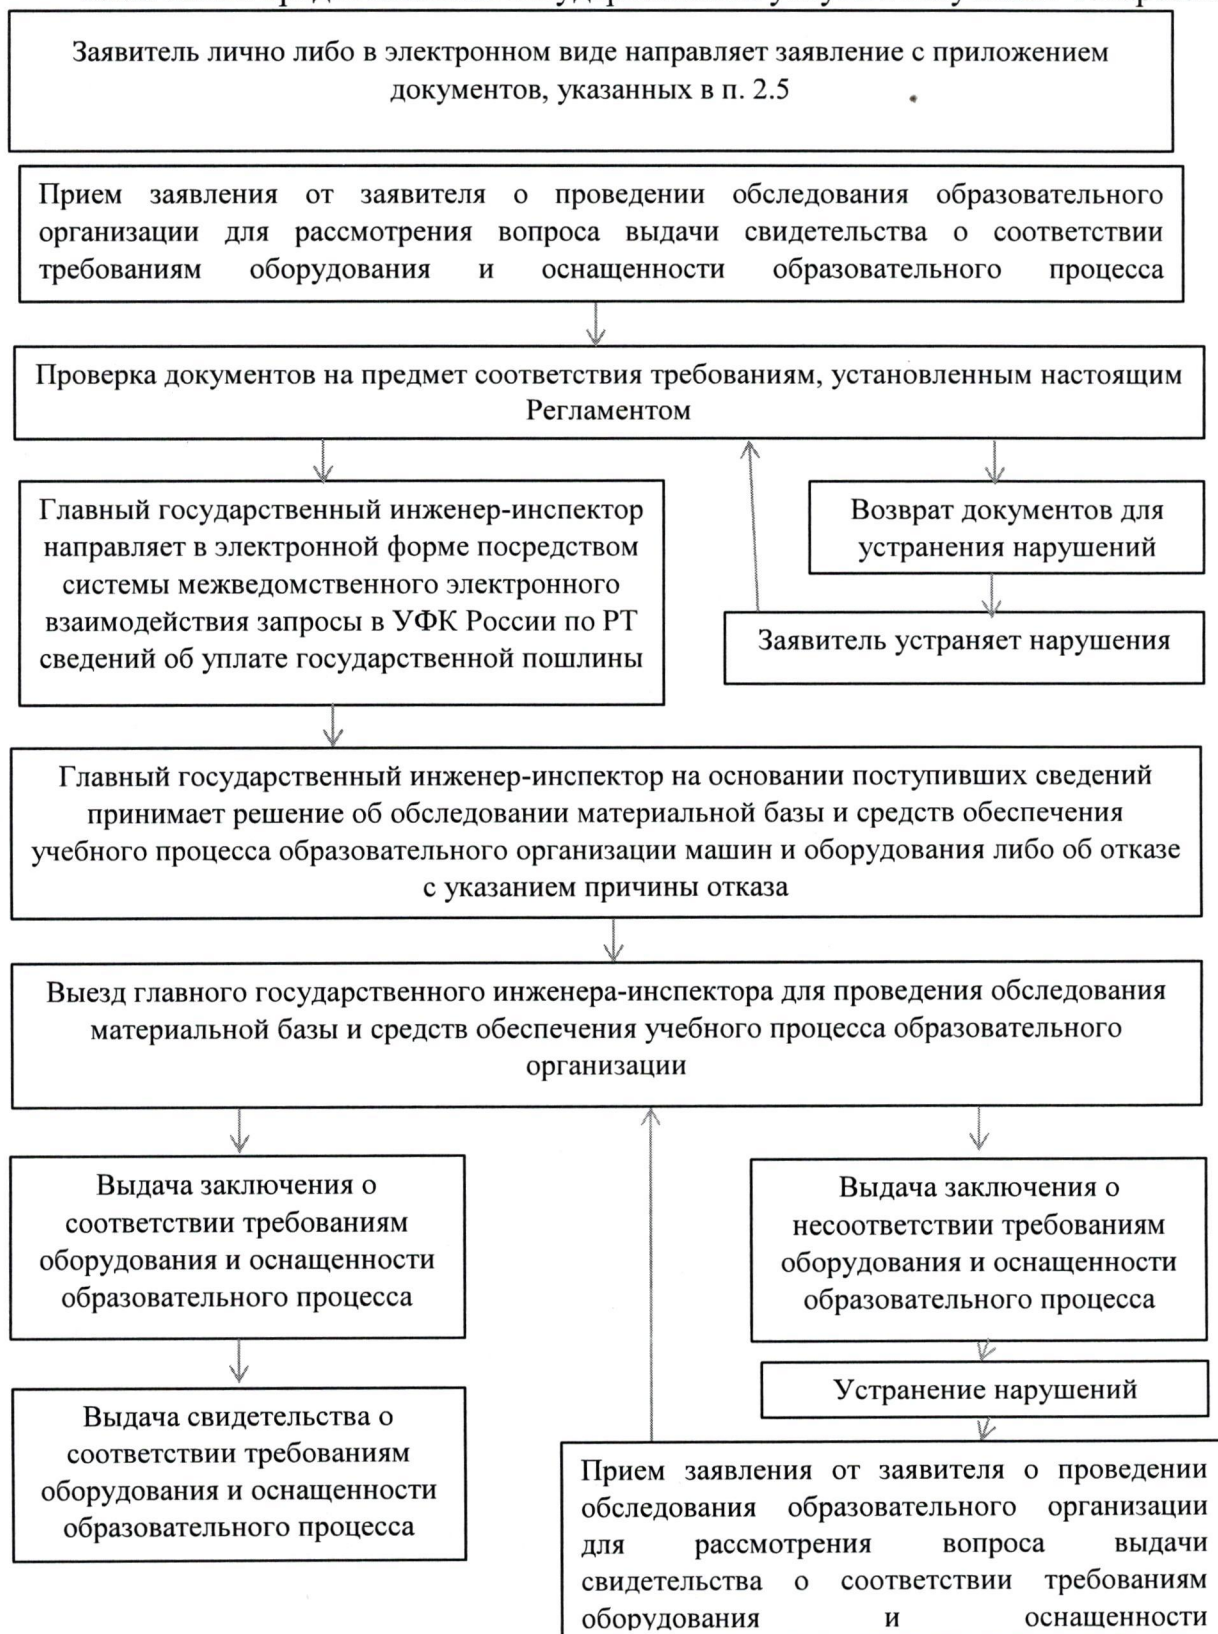 Заявитель лично либо в электронном виде направляет заявление с приложением
документов, указанных в п. 2.5
Прием заявления от заявителя о проведении обследования образовательного
организации для рассмотрения вопроса выдачи свидетельства о соответствии
требованиям оборудования и оснащенности образовательного процесса
Проверка документов на предмет соответствия требованиям, установленным настоящим
Регламентом
Главный государственный инженер-инспектор
направляет в электронной форме посредством
системы межведомственного электронного
взаимодействия запросы в УФК России по РТ
сведений об уплате государственной пошлины
Возврат документов для
устранения нарушений
Заявитель устраняет нарушения
Главный государственный инженер-инспектор на основании поступивших сведений
принимает решение об обследовании материальной базы и средств обеспечения
учебного процесса образовательного организации машин и оборудования либо об отказе
с указанием причины отказа
Выезд главного государственного инженера-инспектора для проведения обследования
материальной базы и средств обеспечения учебного процесса образовательного
организации
Выдача заключения о
соответствии требованиям
оборудования и оснащенности
образовательного процесса
Выдача заключения о
несоответствии требованиям
оборудования и оснащенности
образовательного процесса
Устранение нарушений
Выдача свидетельства о
соответствии требованиям
оборудования и оснащенности
образовательного процесса
Прием заявления от заявителя о проведении
обследования образовательного организации
для рассмотрения вопроса выдачи
свидетельства о соответствии требованиям
оборудования и оснащенности